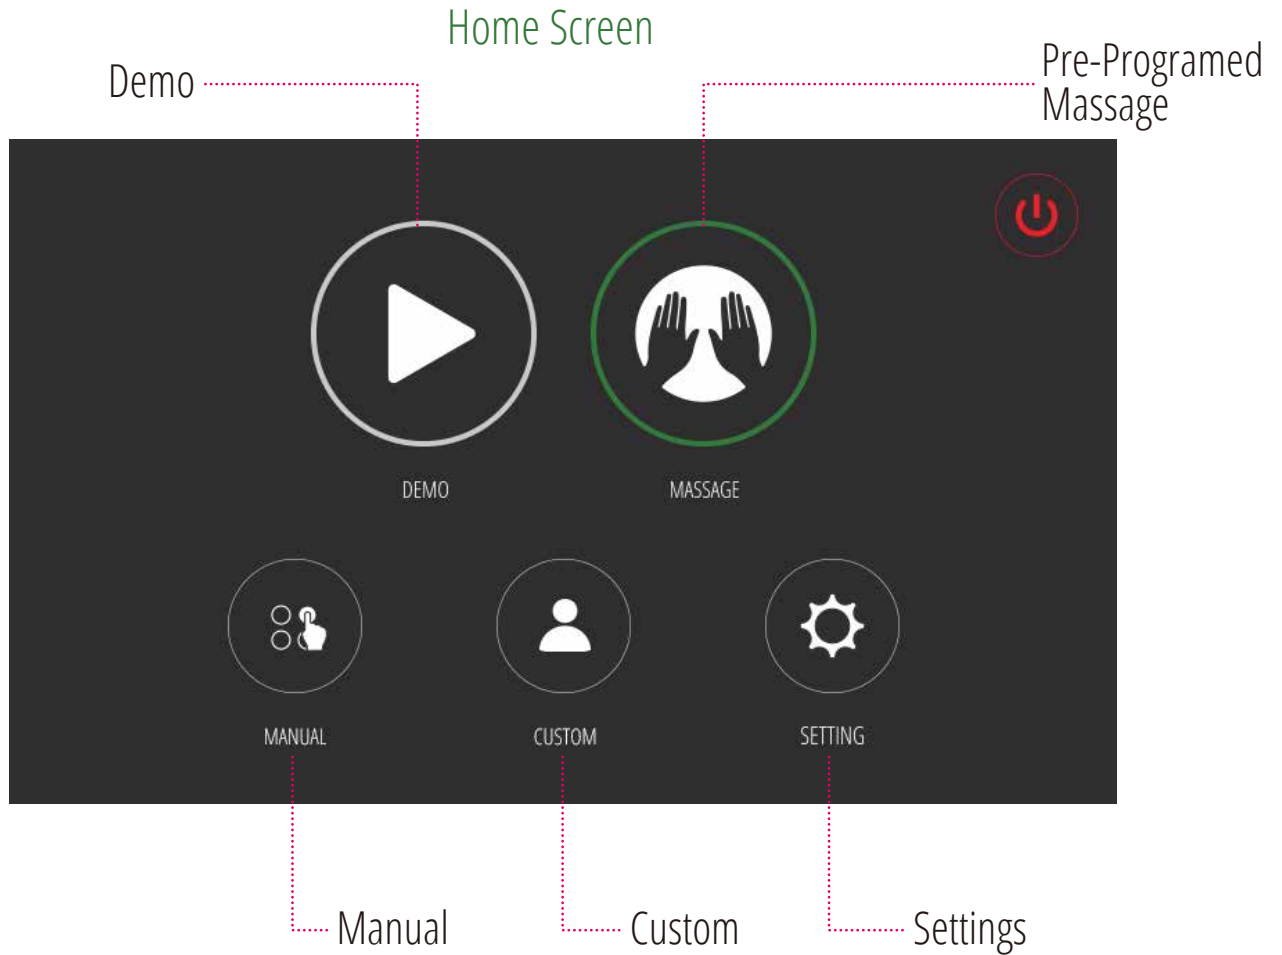 Home Screen
Demo
Pre-Programed
Massage
DEMO
MASSAGE
MANUAL
CUSTOM
SETTING
Manual
Custom
Settings